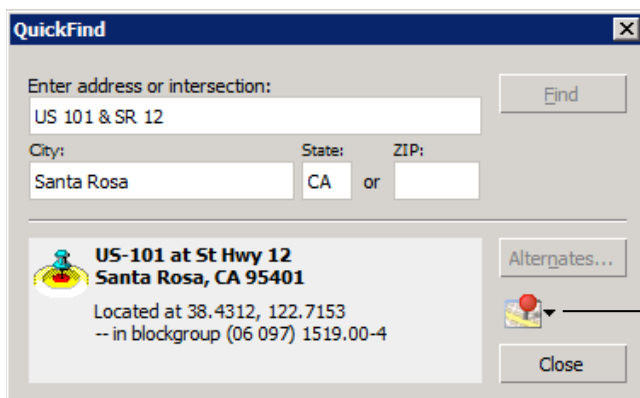 QuickFind
Enter address or intersection:
Find
US 101 & SR 12
City: State: ZIP:
Santa Rosa CA or
US-101 at St Hwy 12
Santa Rosa, CA 95401
Alternates...
Located at 38.4312, 122.7153
-- in blockgroup (06 097) 1519.00-4
Close